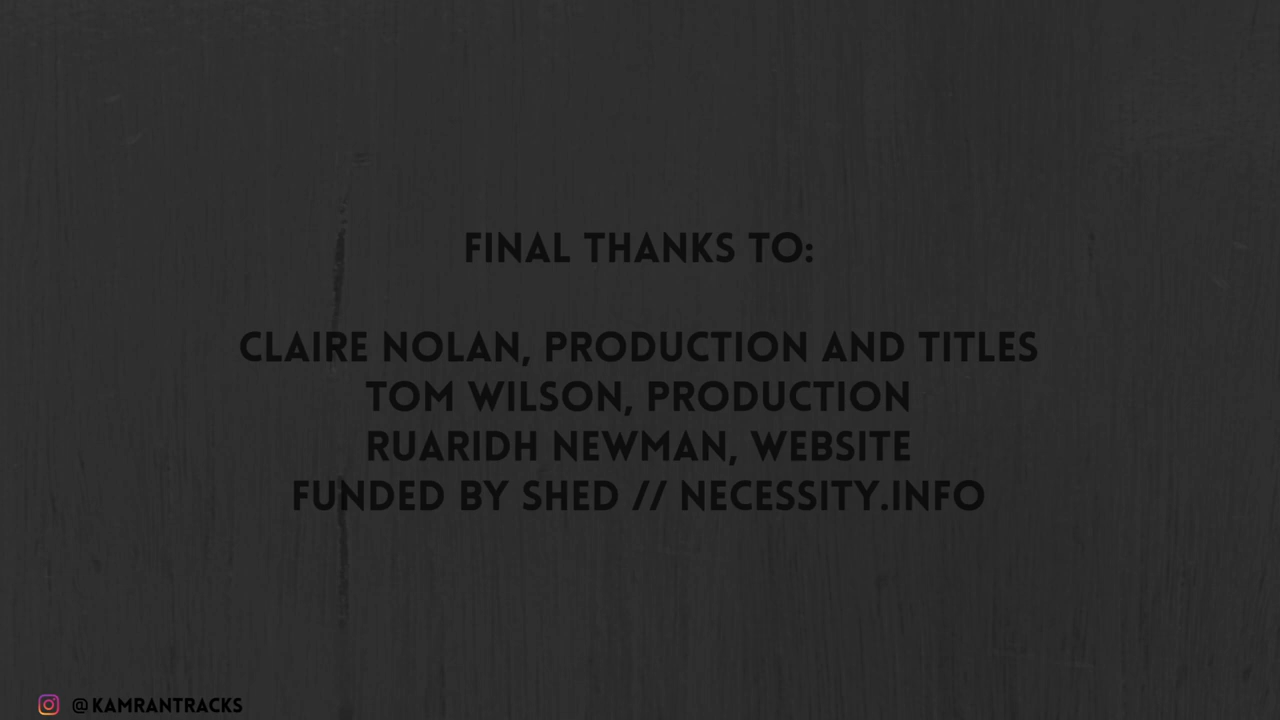 FINAL THANKS TO:
CLAIRE NOLAN, PRODUCTION AND TITLES
TOM WILSON, PRODUCTION
RUARIDH NEWMAN, WEBSITE
FUNDED BY SHED // NECESSITY.INFO
@KAMRANTRACKS